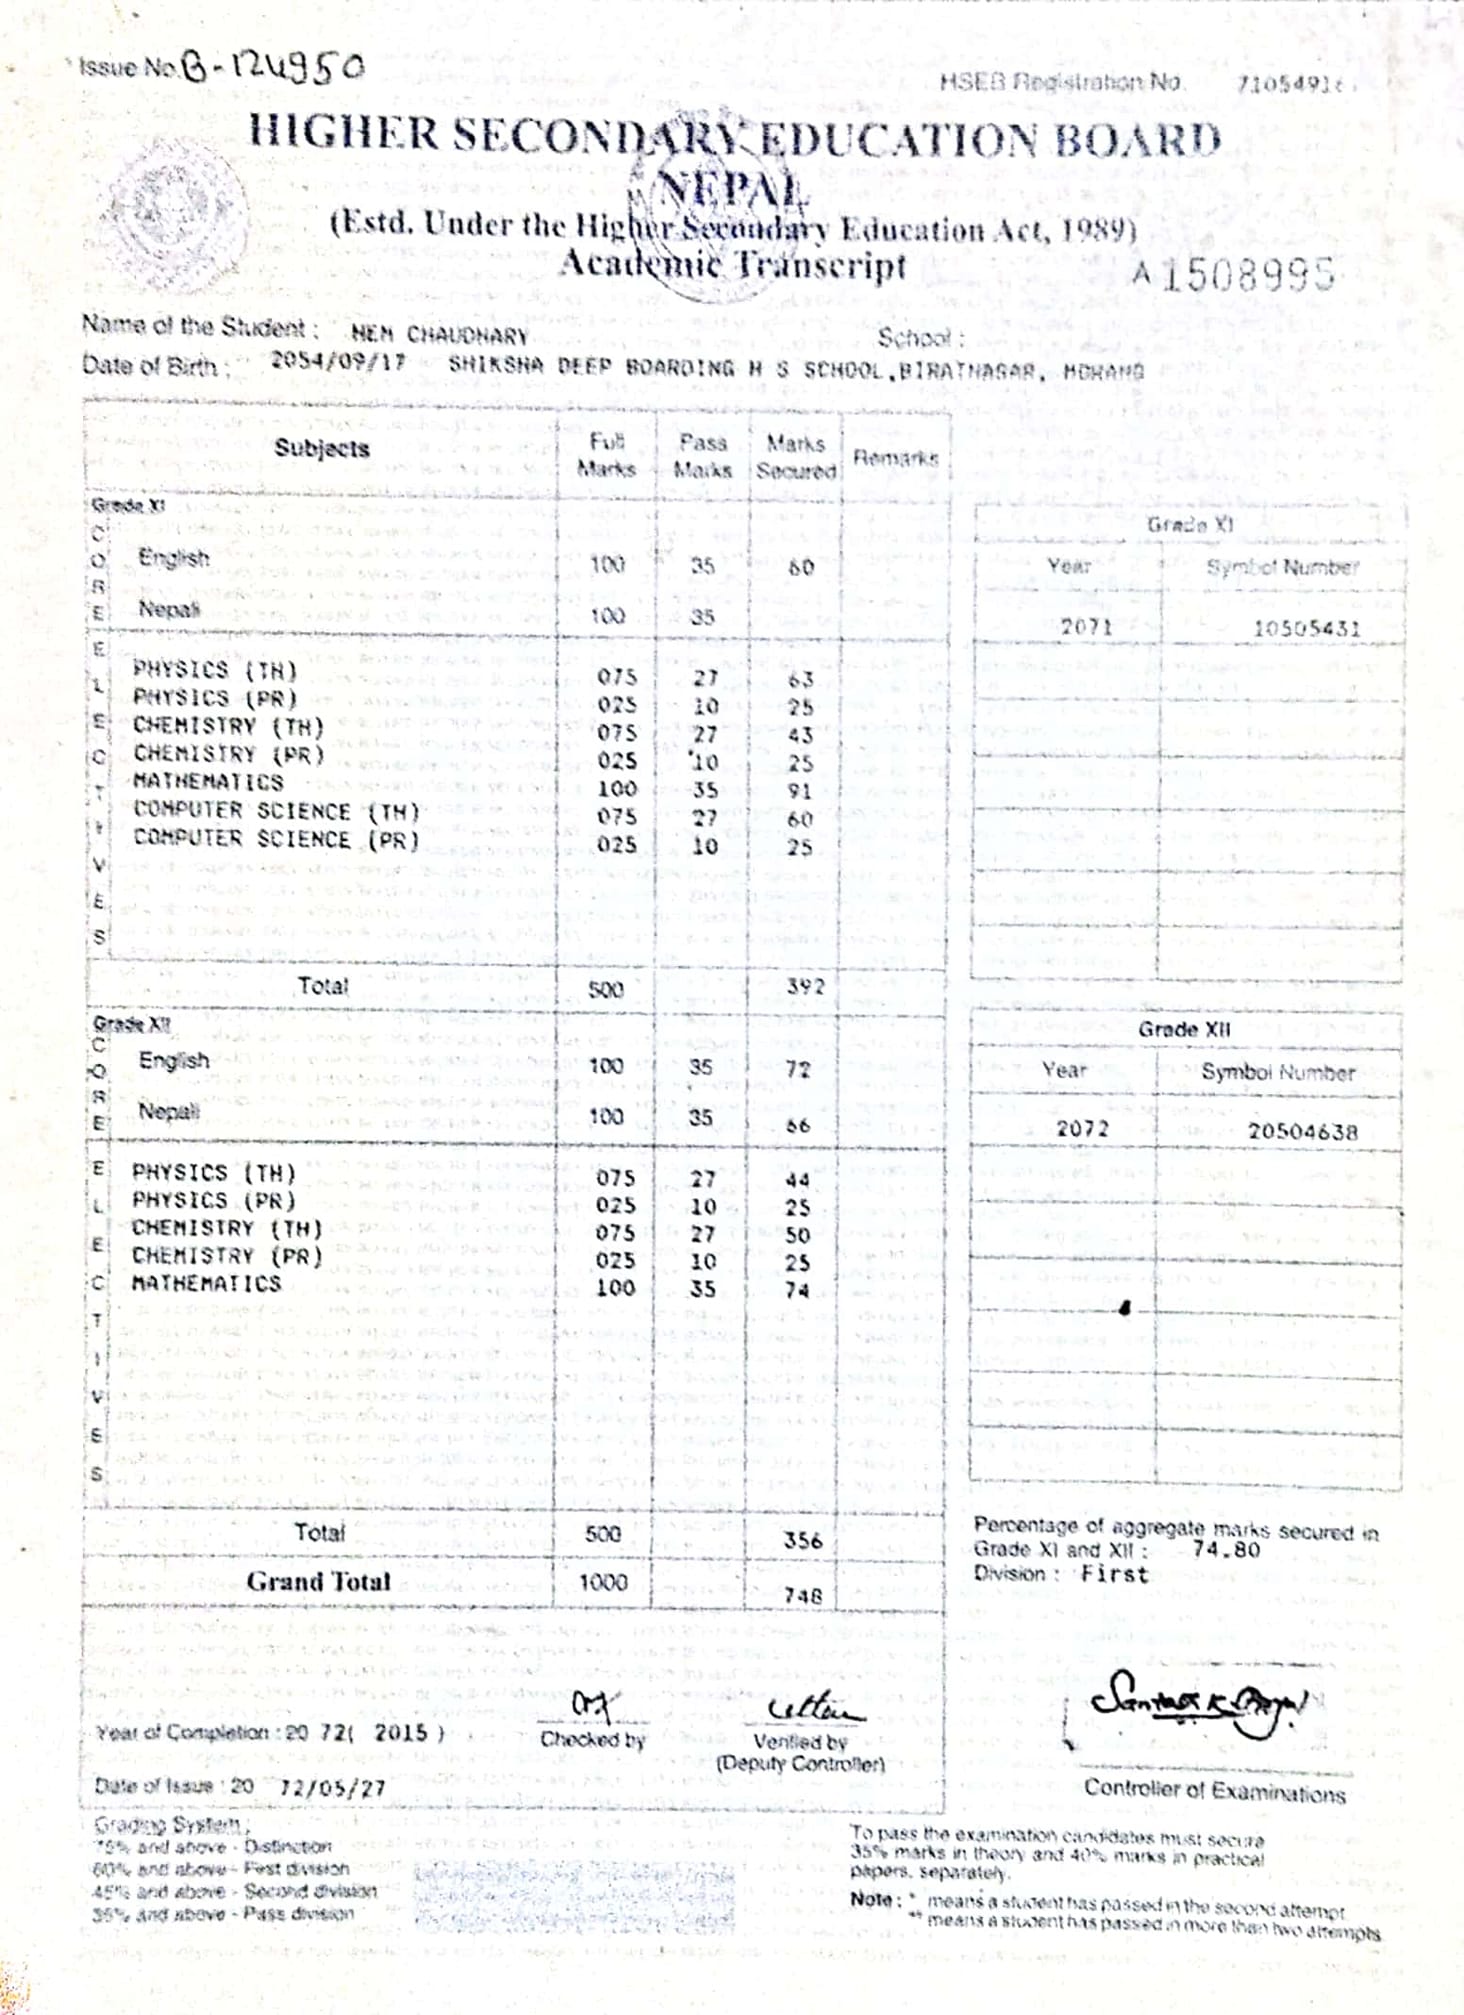 Issue No. B-124950
HSEB Registration No. 7105491
HIGHER SECONDARY EDUCATION BOARD
NEPAL
(Estd. Under the Higher Secondary Education Act, 1989)
Academic Transcript
A 1508995
Name of the Student : HEM CHAUDHARY School :
Date of Birth : 2054/09/17 SHIKSHA DEEP BOARDING H S SCHOOL,BIRATNAGAR, MORANG
Subjects Full Marks Pass Marks Marks Secured Remarks
Grade XI
CORE
English 100 35 60
Nepali 100 35
ELECTIVES
PHYSICS (TH) 075 27 63
PHYSICS (PR) 025 10 25
CHEMISTRY (TH) 075 27 43
CHEMISTRY (PR) 025 10 25
MATHEMATICS 100 35 91
COMPUTER SCIENCE (TH) 075 27 60
COMPUTER SCIENCE (PR) 025 10 25
Total 500 392
Grade XI
Year Symbol Number
2071 10505431
Grade XII
CORE
English 100 35 72
Nepali 100 35 66
ELECTIVES
PHYSICS (TH) 075 27 44
PHYSICS (PR) 025 10 25
CHEMISTRY (TH) 075 27 50
CHEMISTRY (PR) 025 10 25
MATHEMATICS 100 35 74
Total 500 356
Grand Total 1000 748
Grade XII
Year Symbol Number
2072 20504638
Percentage of aggregate marks secured in
Grade XI and XII : 74.80
Division : First
Year of Completion : 20 72( 2015 )
Checked by
Verified by
(Deputy Controller)
Controller of Examinations
Date of Issue : 20 72/05/27
Grading System :
75% and above - Distinction
60% and above - First division
45% and above - Second division
35% and above - Pass division
To pass the examination candidates must secure
35% marks in theory and 40% marks in practical
papers, separately.
Note : * means a student has passed in the second attempt
** means a student has passed in more than two attempts